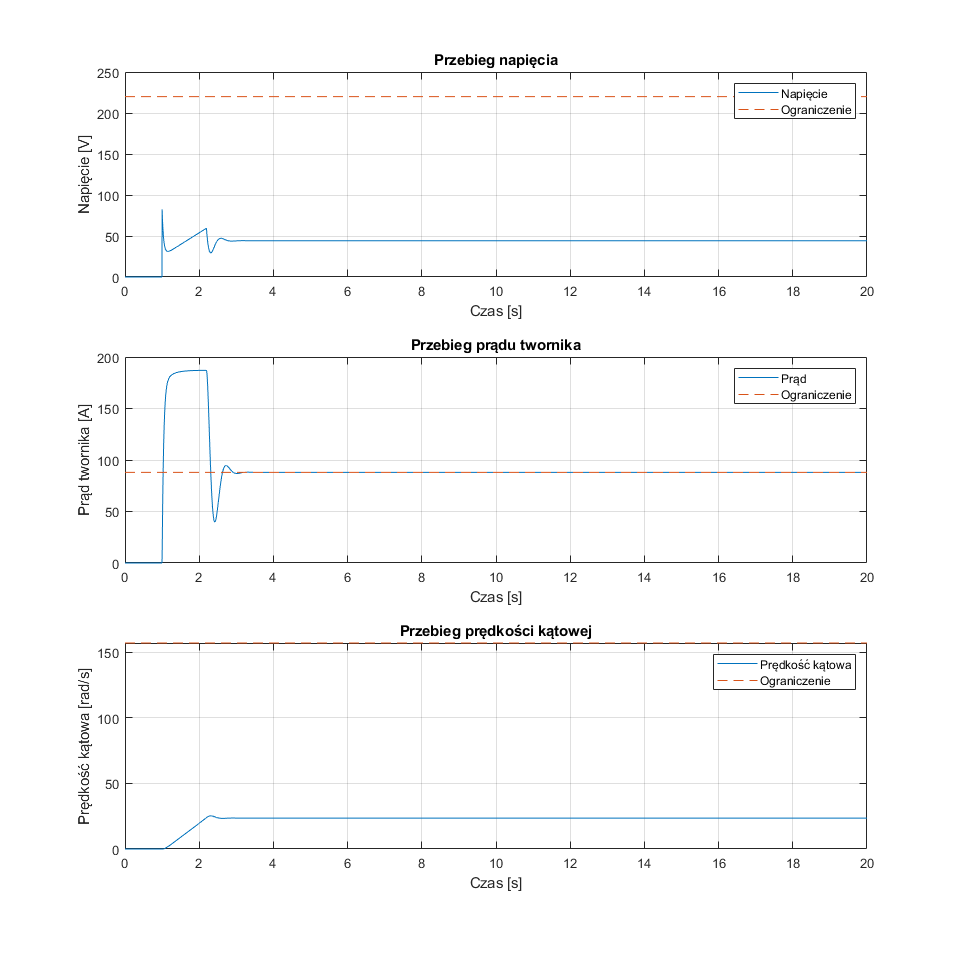 Przebieg napięcia
Napięcie [V]
250
200
150
100
50
0
Napięcie
Ograniczenie
0 2 4 6 8 10 12 14 16 18 20
Czas [s]
Przebieg prądu twornika
Prąd twornika [A]
200
150
100
50
0
Prąd
Ograniczenie
0 2 4 6 8 10 12 14 16 18 20
Czas [s]
Przebieg prędkości kątowej
Prędkość kątowa [rad/s]
150
100
50
0
Prędkość kątowa
Ograniczenie
0 2 4 6 8 10 12 14 16 18 20
Czas [s]